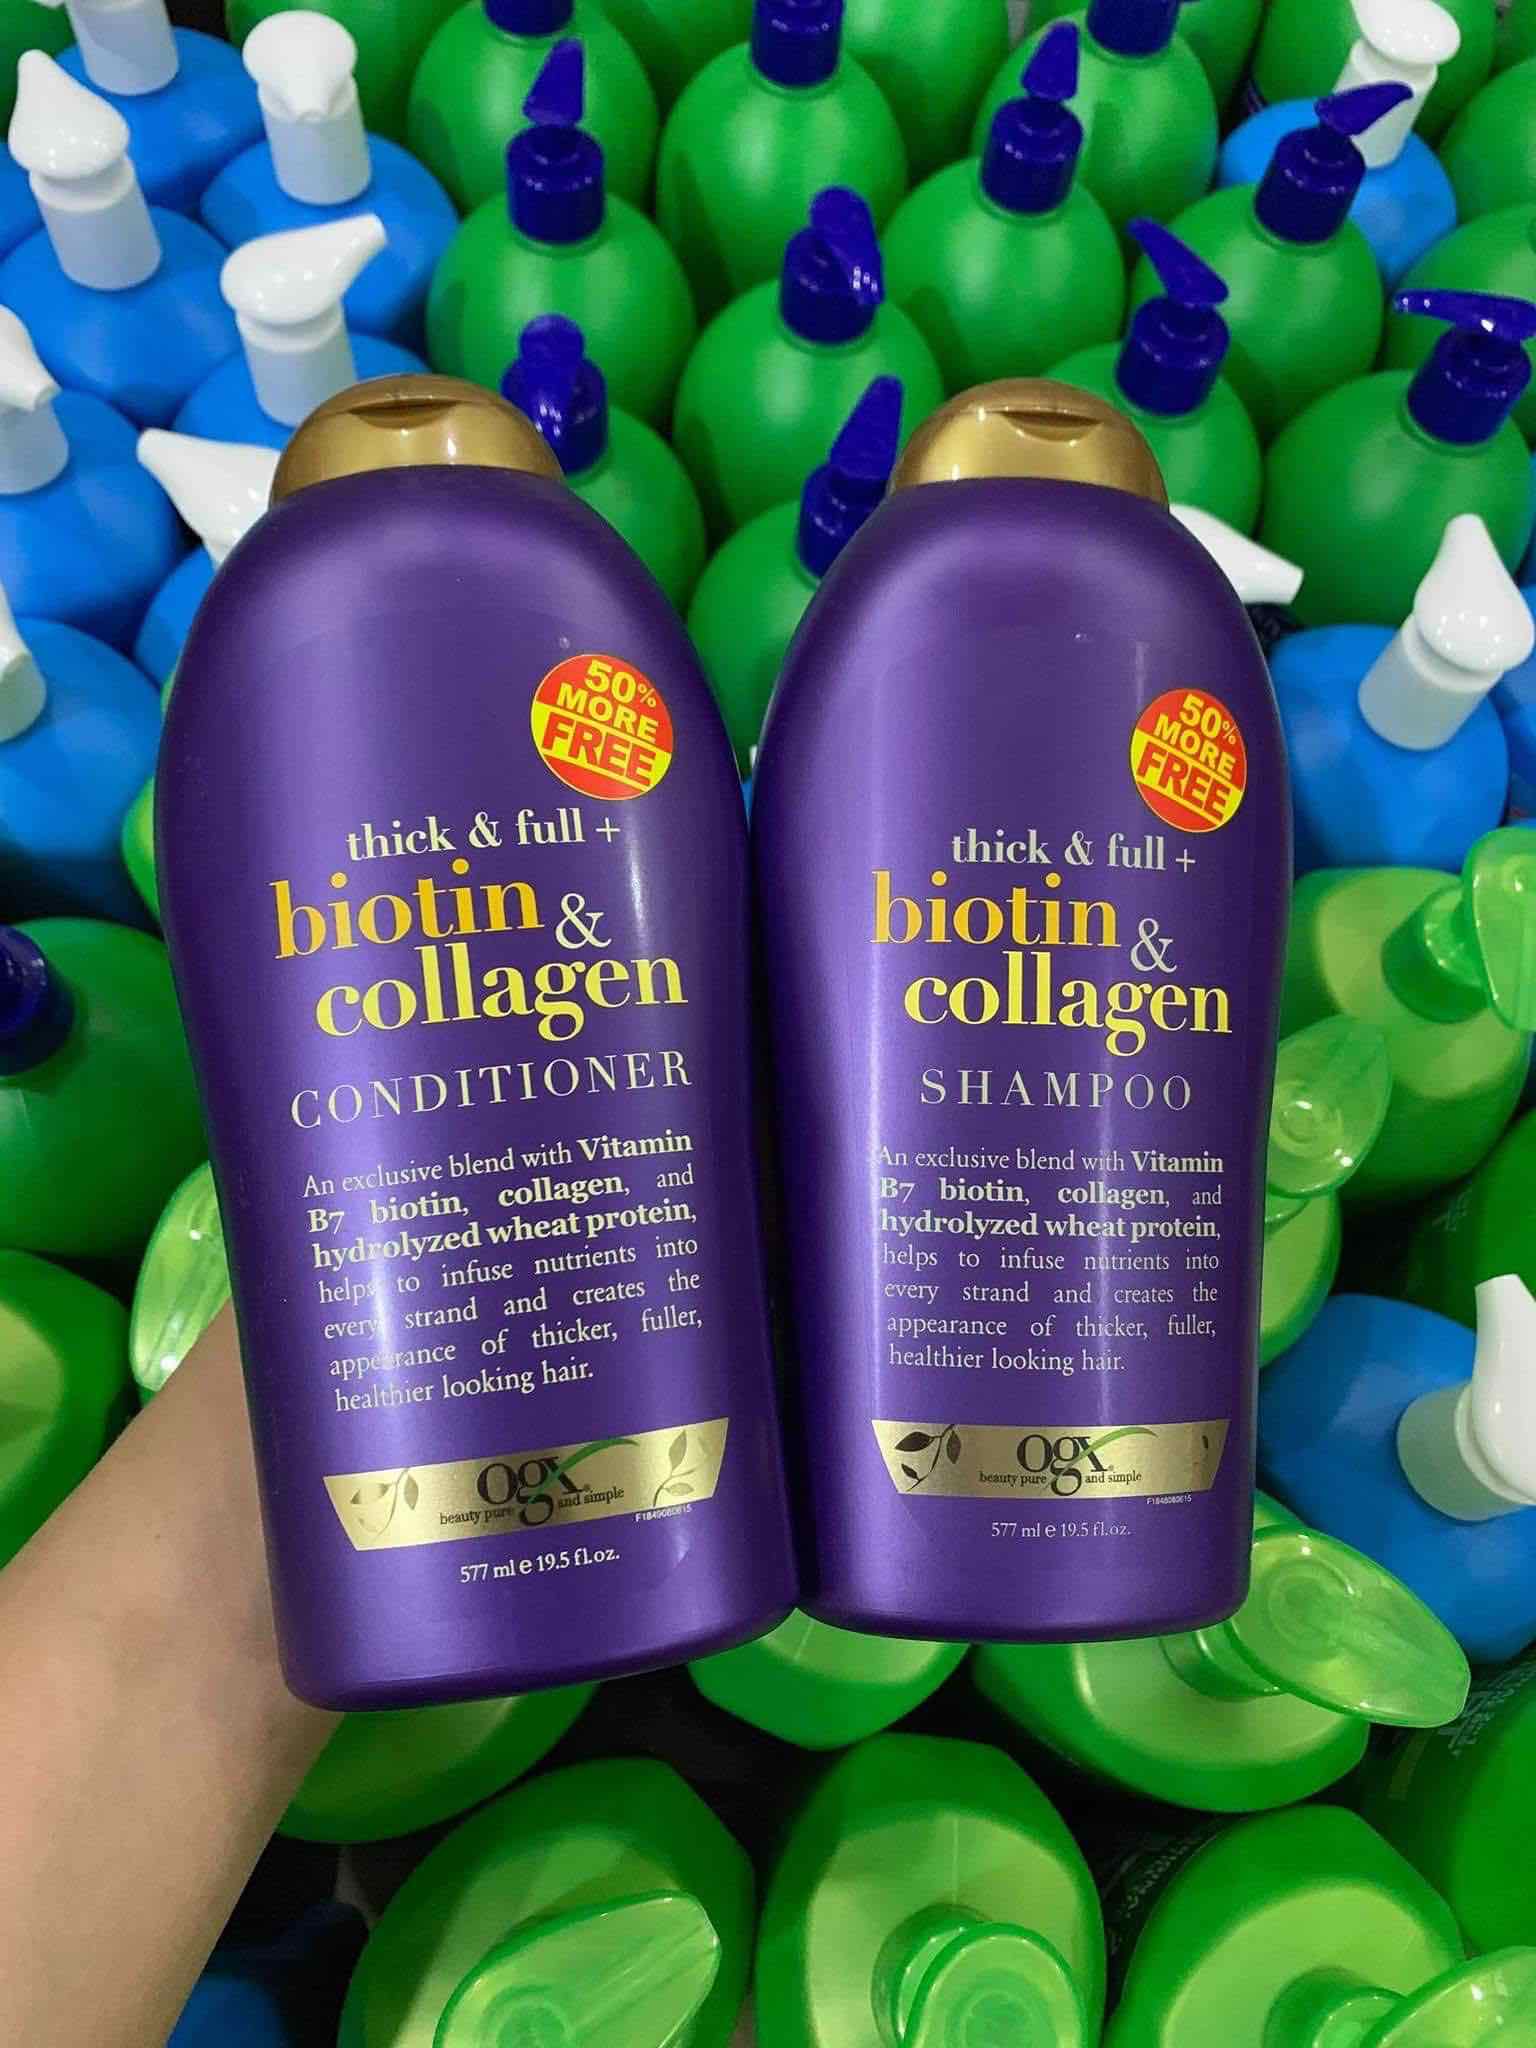 50%
MORE
FREE
thick & full +
biotin &
collagen
CONDITIONER
An exclusive blend with Vitamin
B7 biotin, collagen, and
hydrolyzed wheat protein,
helps to infuse nutrients into
every strand and creates the
appearance of thicker, fuller,
healthier looking hair.
ogx®
beauty pure and simple
F1849080615
577 ml e 19.5 fl.oz.
50%
MORE
FREE
thick & full +
biotin &
collagen
SHAMPOO
An exclusive blend with Vitamin
B7 biotin, collagen, and
hydrolyzed wheat protein,
helps to infuse nutrients into
every strand and creates the
appearance of thicker, fuller,
healthier looking hair.
ogx®
beauty pure and simple
F1848080615
577 ml e 19.5 fl.oz.